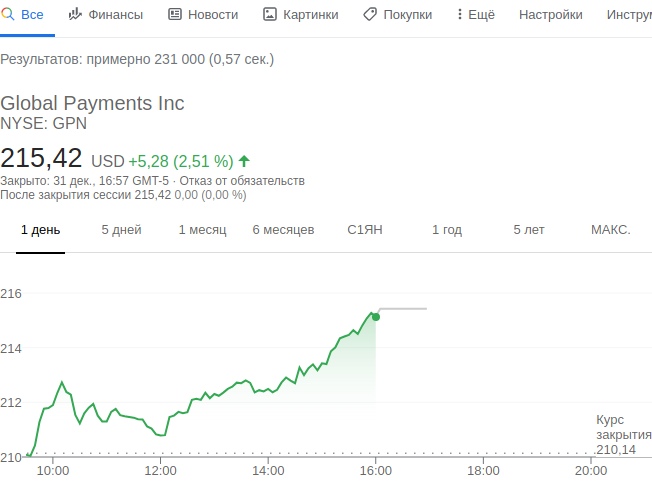 Все Финансы Новости Картинки Покупки Ещё Настройки
Результатов: примерно 231 000 (0,57 сек.)
Global Payments Inc
NYSE: GPN
215,42 USD +5,28 (2,51 %)
Закрыто: 31 дек., 16:57 GMT-5 · Отказ от обязательств
После закрытия сессии 215,42 0,00 (0,00 %)
1 день 5 дней 1 месяц 6 месяцев С1ЯН 1 год 5 лет МАКС.
216
214
212
Курс
закрытия
210,14
210
10:00 12:00 14:00 16:00 18:00 20:00